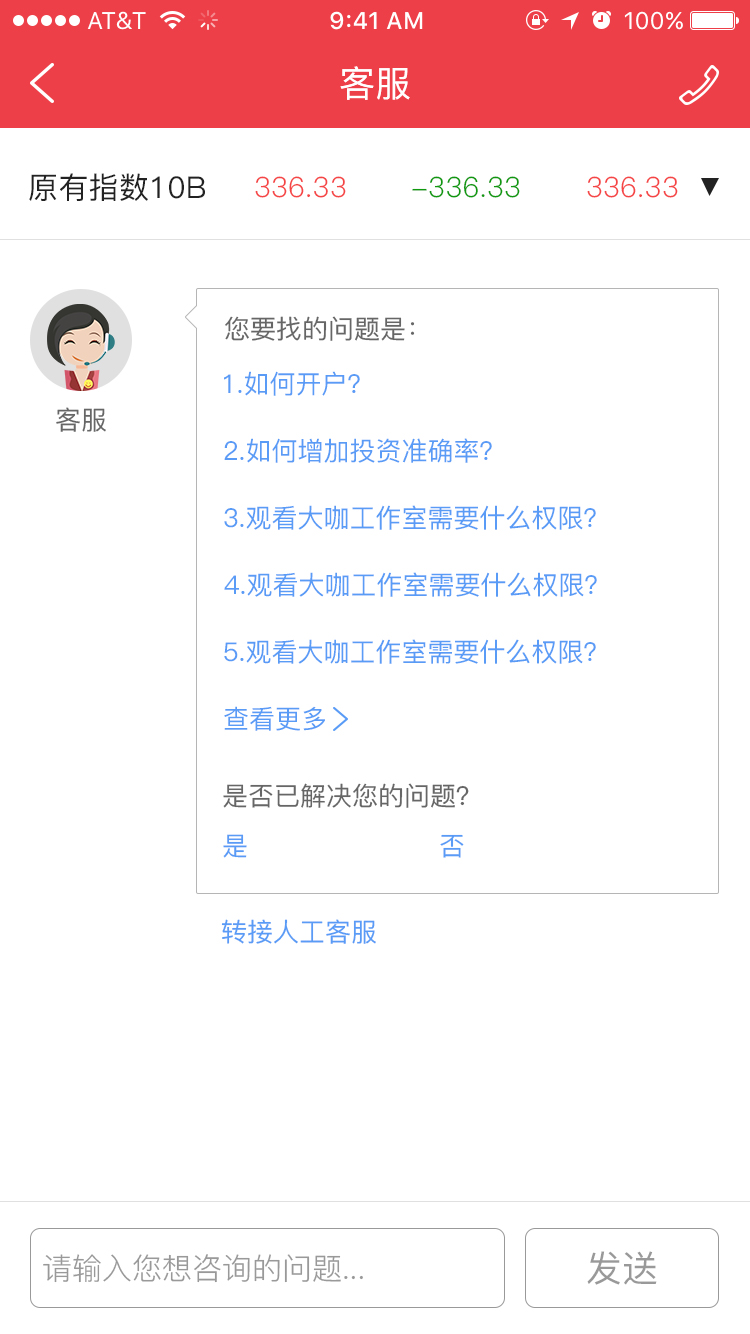 AT&T 9:41 AM 100%
客服
原有指数10B 336.33 -336.33 336.33
您要找的问题是：
1.如何开户?
客服
2.如何增加投资准确率?
3.观看大咖工作室需要什么权限?
4.观看大咖工作室需要什么权限?
5.观看大咖工作室需要什么权限?
查看更多
是否已解决您的问题?
是 否
转接人工客服
请输入您想咨询的问题... 发送